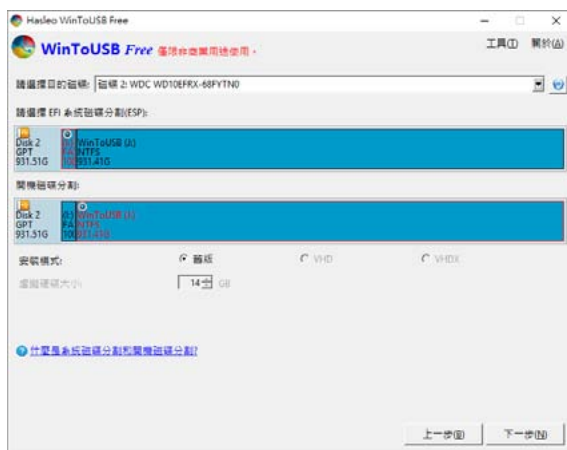 Hasleo WinToUSB Free
WinToUSB Free 僅限非商業用途使用。
工具(T) 關於(A)
請選擇目的磁碟: 磁碟 2: WDC WD10EFRX-68FYTN0
請選擇 EFI 系統磁碟分割(ESP):
Disk 2
GPT
931.51G
WinToUSB (J:)
NTFS
931.41G
開機磁碟分割:
Disk 2
GPT
931.51G
(I:)
FA
100
WinToUSB (J:)
NTFS
931.41G
安裝模式: 舊版 VHD VHDX
虛擬硬碟大小: 14 GB
什麼是系統磁碟分割和開機磁碟分割?
上一步(B) 下一步(N)